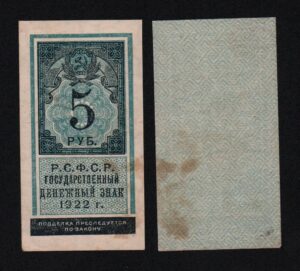 5
РУБ.
Р.С.Ф.С.Р.
ГОСУДАРСТВЕННЫЙ
ДЕНЕЖНЫЙ ЗНАК
1922 г.
ПОДДЕЛКА ПРЕСЛЕДУЕТСЯ
ПО ЗАКОНУ.